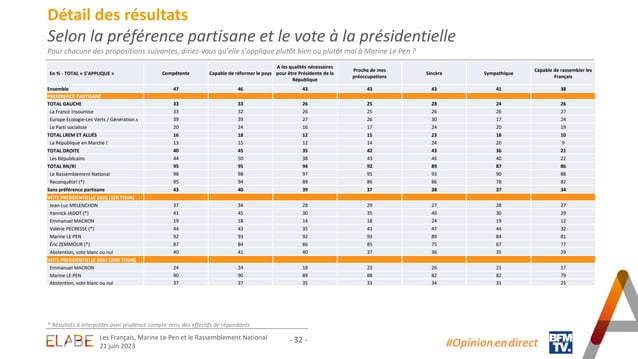 Détail des résultats
Selon la préférence partisane et le vote à la présidentielle
Pour chacune des propositions suivantes, diriez-vous qu'elle s'applique plutôt bien ou plutôt mal à Marine Le Pen ?
En % - TOTAL « S'APPLIQUE » Compétente Capable de réformer le pays A les qualités nécessaires pour être Présidente de la République Proche de mes préoccupations Sincère Sympathique Capable de rassembler les Français
Ensemble 47 46 43 43 43 41 38
PREFERENCE PARTISANE
TOTAL GAUCHE 33 33 26 25 28 24 26
La France Insoumise 33 32 26 25 26 26 27
Europe Ecologie-Les Verts / Génération.s 39 39 27 26 30 17 24
Le Parti socialiste 20 24 16 17 24 20 19
TOTAL LREM ET ALLIÉS 16 18 12 15 23 18 10
La République en Marche ! 13 15 12 14 24 20 9
TOTAL DROITE 40 45 35 42 43 36 21
Les Républicains 44 50 38 43 46 40 22
TOTAL RN/R! 95 95 94 92 89 87 86
Le Rassemblement National 98 98 97 95 93 90 88
Reconquête! (*) 95 94 89 86 86 78 82
Sans préférence partisane 43 40 39 37 38 37 34
VOTE PRESIDENTIELLE 2022 (1ER TOUR)
Jean-Luc MELENCHON 37 34 28 29 27 28 27
Yannick JADOT (*) 41 45 30 35 40 30 29
Emmanuel MACRON 19 18 14 18 24 19 12
Valérie PECRESSE (*) 44 43 35 43 47 44 32
Marine LE PEN 92 93 92 93 89 84 81
Éric ZEMMOUR (*) 87 84 86 85 75 67 77
Abstention, vote blanc ou nul 40 41 40 37 36 35 29
VOTE PRESIDENTIELLE 2022 (2ND TOUR)
Emmanuel MACRON 24 24 18 23 26 21 17
Marine LE PEN 90 90 89 88 82 82 79
Abstention, vote blanc ou nul 37 37 35 33 34 31 25
* Résultats à interpréter avec prudence compte-tenu des effectifs de répondants
ELABE
Les Français, Marine Le Pen et le Rassemblement National
21 juin 2023
- 32 -
#Opinion en direct
BFM TV.